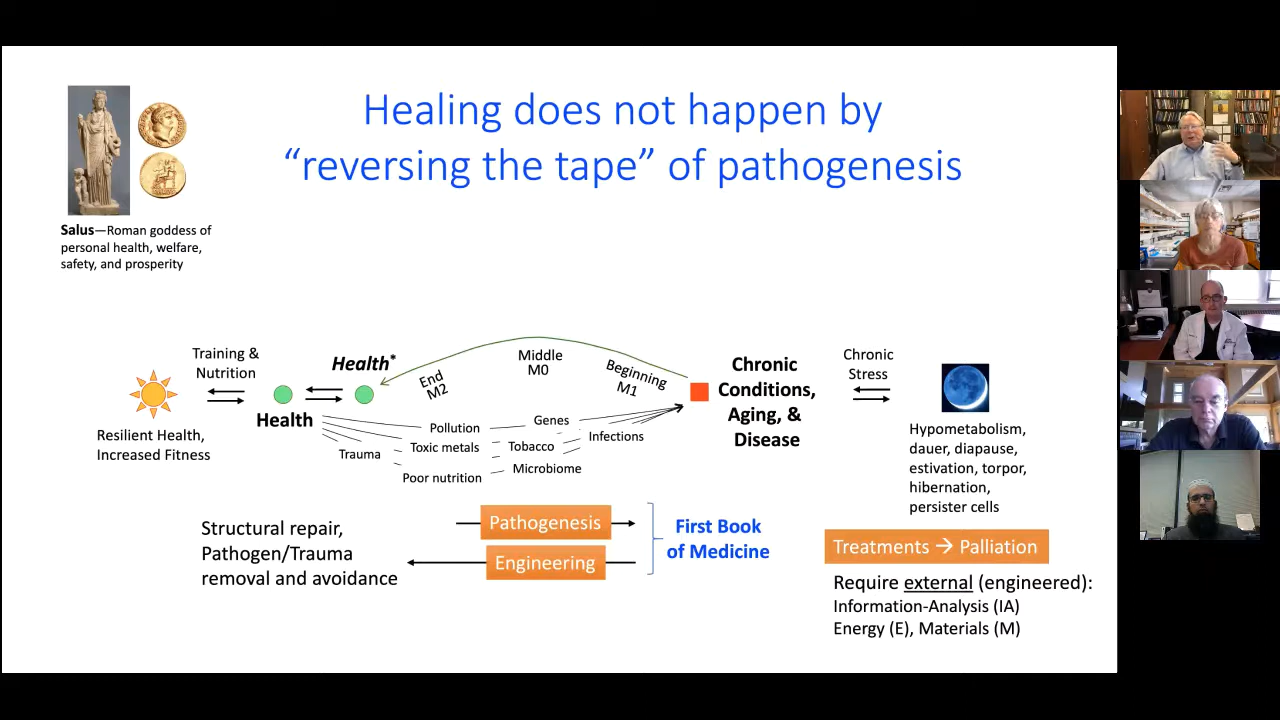 Healing does not happen by
“reversing the tape” of pathogenesis
Salus—Roman goddess of
personal health, welfare,
safety, and prosperity
Training &
Nutrition
Resilient Health,
Increased Fitness
Health
Health*
End
M2
Middle
M0
Beginning
M1
Pollution
Genes
Toxic metals
Tobacco
Infections
Trauma
Poor nutrition
Microbiome
Chronic
Conditions,
Aging, &
Disease
Chronic
Stress
Hypometabolism,
dauer, diapause,
estivation, torpor,
hibernation,
persister cells
Structural repair,
Pathogen/Trauma
removal and avoidance
Pathogenesis
Engineering
First Book
of Medicine
Treatments → Palliation
Require external (engineered):
Information-Analysis (IA)
Energy (E), Materials (M)